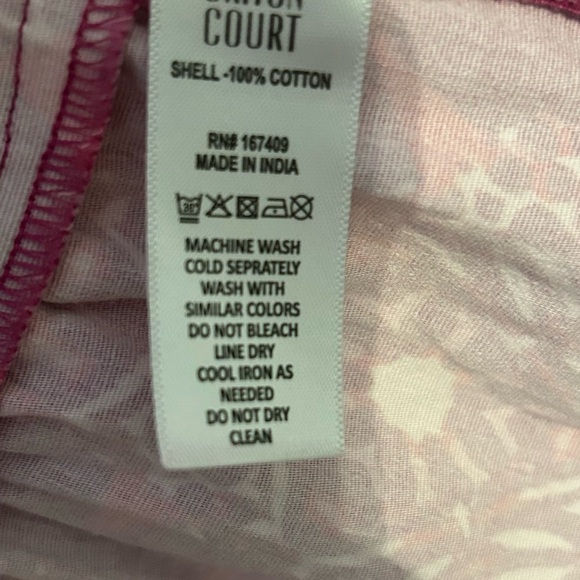 COURT
SHELL -100% COTTON
RN# 167409
MADE IN INDIA
30
MACHINE WASH
COLD SEPRATELY
WASH WITH
SIMILAR COLORS
DO NOT BLEACH
LINE DRY
COOL IRON AS
NEEDED
DO NOT DRY
CLEAN